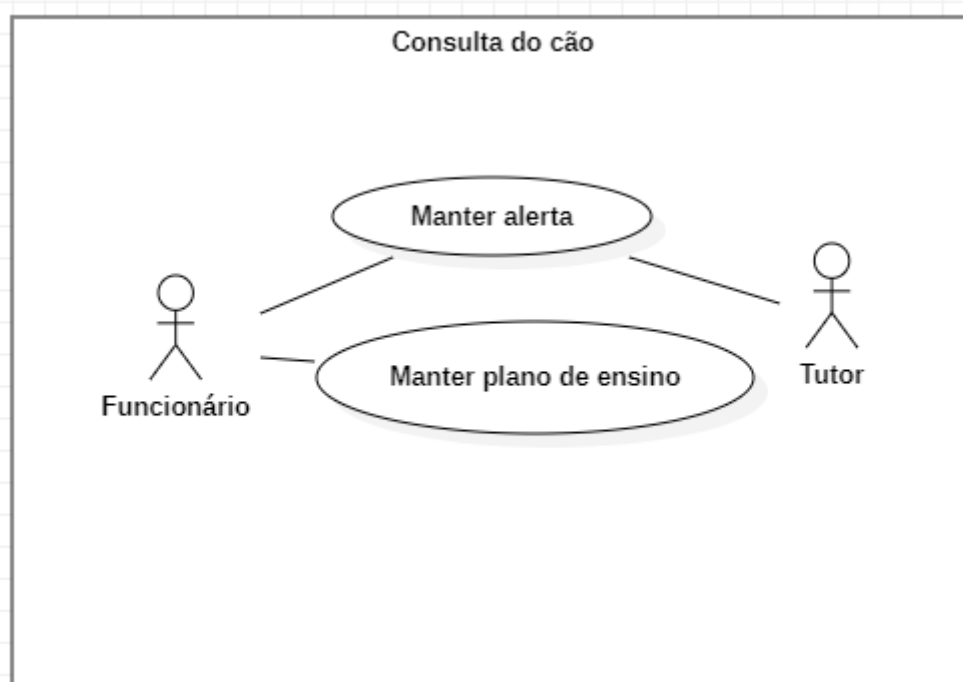 Consulta do cão
Manter alerta
Manter plano de ensino
Tutor
Funcionário